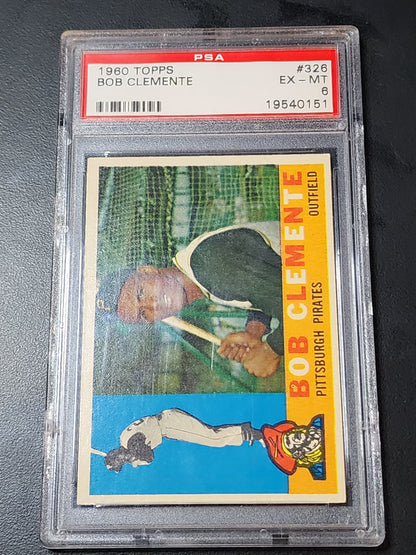 PSA
1960 TOPPS #326
BOB CLEMENTE EX - MT
6
19540151
BOB CLEMENTE
PITTSBURGH PIRATES OUTFIELD